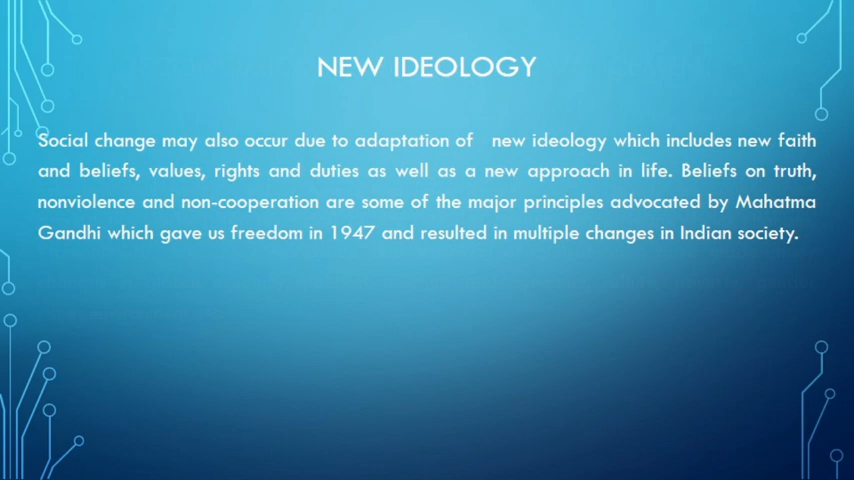 NEW IDEOLOGY
Social change may also occur due to adaptation of new ideology which includes new faith
and beliefs, values, rights and duties as well as a new approach in life. Beliefs on truth,
nonviolence and non-cooperation are some of the major principles advocated by Mahatma
Gandhi which gave us freedom in 1947 and resulted in multiple changes in Indian society.